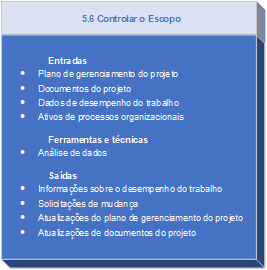 5.6 Controlar o Escopo
Entradas
• Plano de gerenciamento do projeto
• Documentos do projeto
• Dados de desempenho do trabalho
• Ativos de processos organizacionais
Ferramentas e técnicas
• Análise de dados
Saídas
• Informações sobre o desempenho do trabalho
• Solicitações de mudança
• Atualizações do plano de gerenciamento do projeto
• Atualizações de documentos do projeto